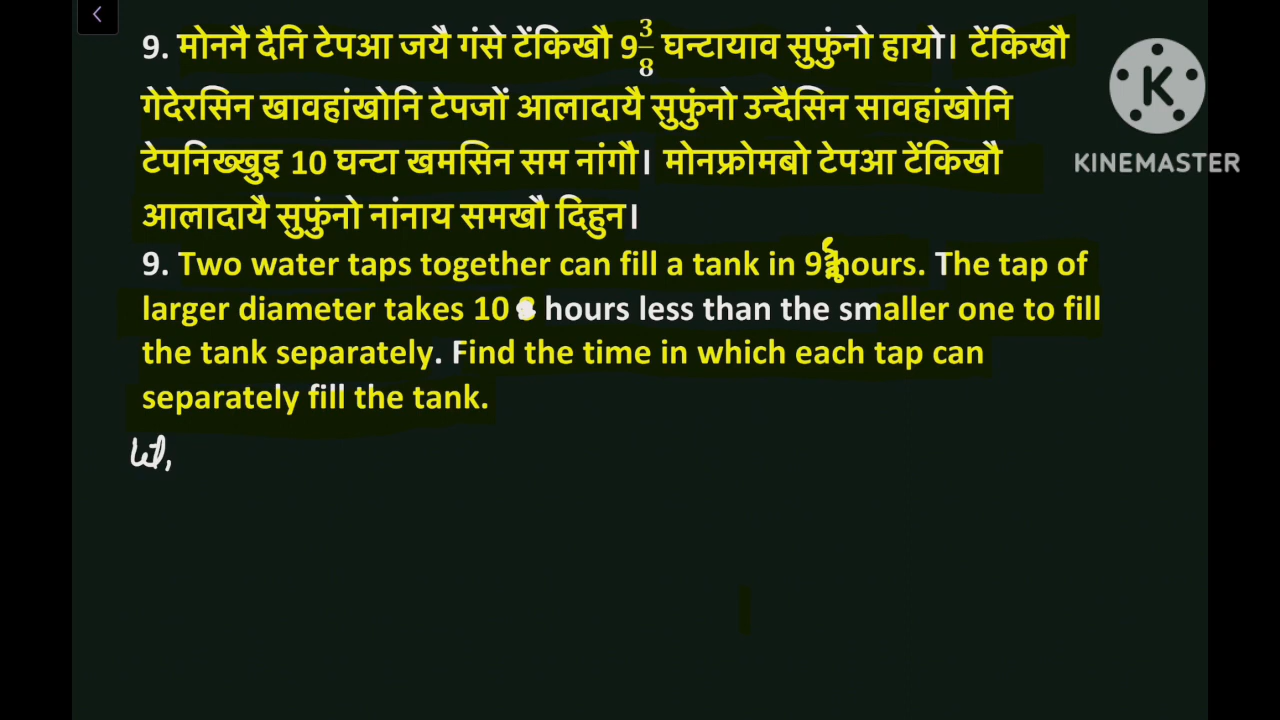 9. मोननै दैनि टेपआ जयै गंसे टेंकिखौ 9 3/8 घन्टायाव सुफुंनो हायो। टेंकिखौ
गेदेरसिन खावहांखोनि टेपजों आलादायै सुफुंनो उन्दैसिन सावहांखोनि
टेपनिख्खुइ 10 घन्टा खमसिन सम नांगौ। मोनफ्रोमबो टेपआ टेंकिखौ
आलादायै सुफुंनो नांनाय समखौ दिहुन।
9. Two water taps together can fill a tank in 9 hours. The tap of
larger diameter takes 10 hours less than the smaller one to fill
the tank separately. Find the time in which each tap can
separately fill the tank.
KINEMASTER